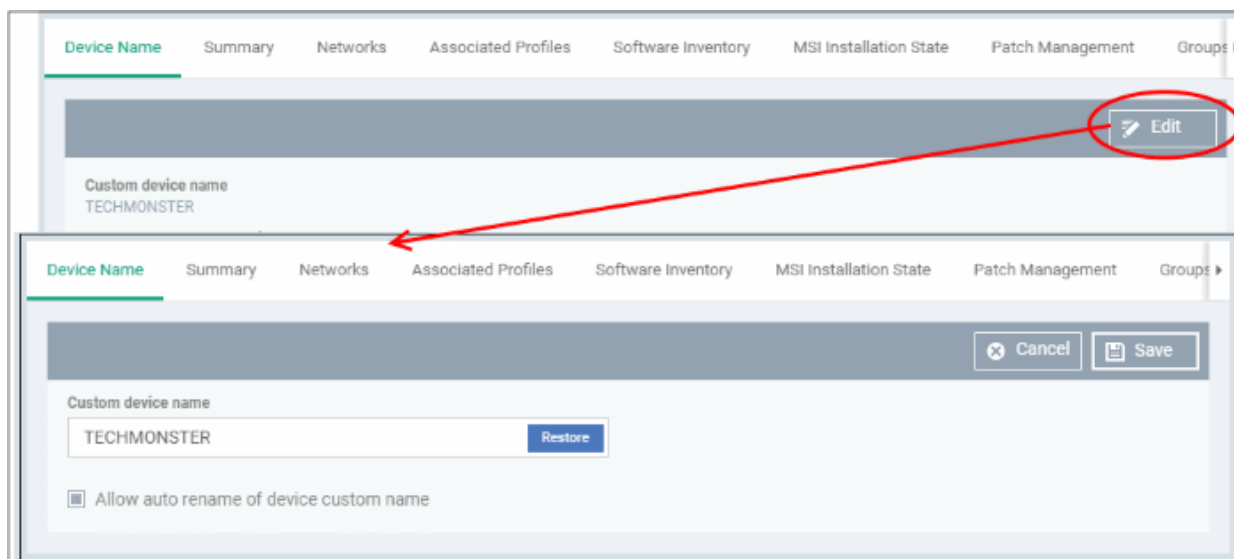 Device Name Summary Networks Associated Profiles Software Inventory MSI Installation State Patch Management Groups
Edit
Custom device name
TECHMONSTER
Device Name Summary Networks Associated Profiles Software Inventory MSI Installation State Patch Management Groups
Cancel Save
Custom device name
TECHMONSTER Restore
Allow auto rename of device custom name